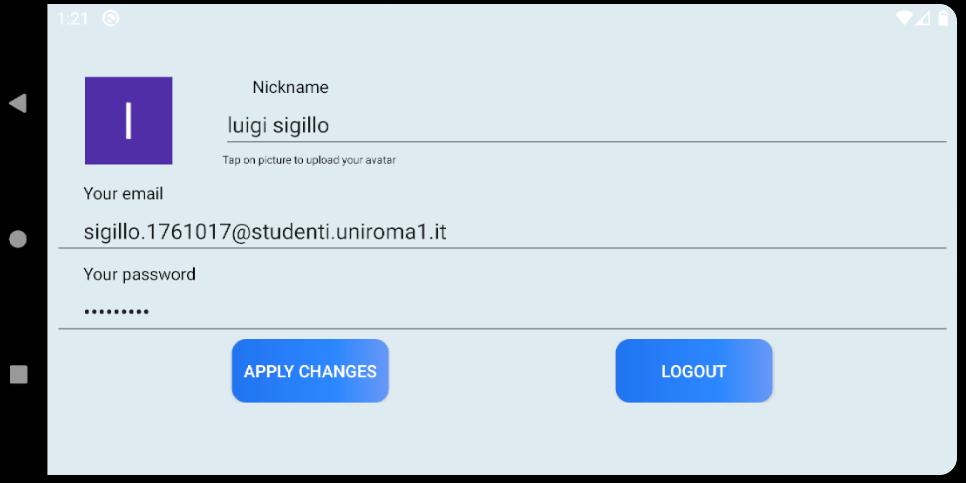 1:21
l
Nickname
luigi sigillo
Tap on picture to upload your avatar
Your email
sigillo.1761017@studenti.uniroma1.it
Your password
•••••••••
APPLY CHANGES
LOGOUT